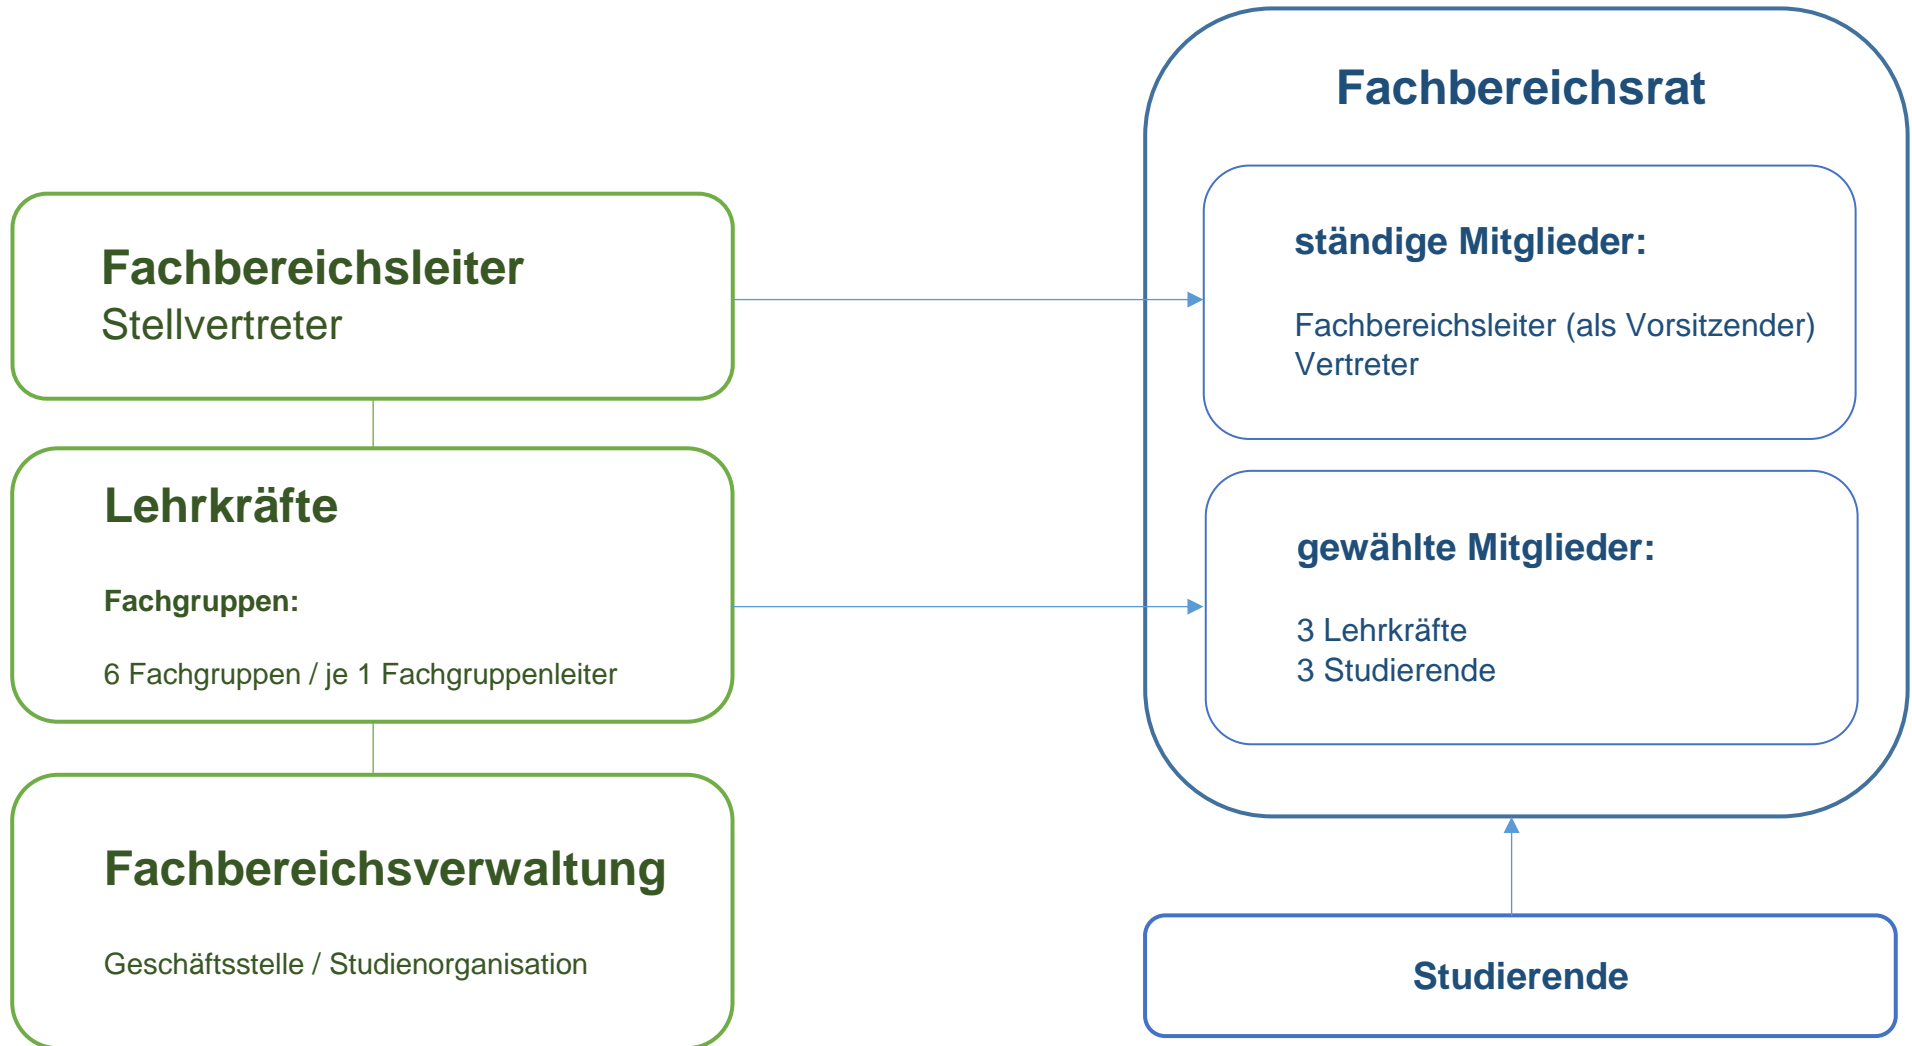 Fachbereichsleiter
Stellvertreter
Lehrkräfte
Fachgruppen:
6 Fachgruppen / je 1 Fachgruppenleiter
Fachbereichsverwaltung
Geschäftsstelle / Studienorganisation
Fachbereichsrat
ständige Mitglieder:
Fachbereichsleiter (als Vorsitzender)
Vertreter
gewählte Mitglieder:
3 Lehrkräfte
3 Studierende
Studierende